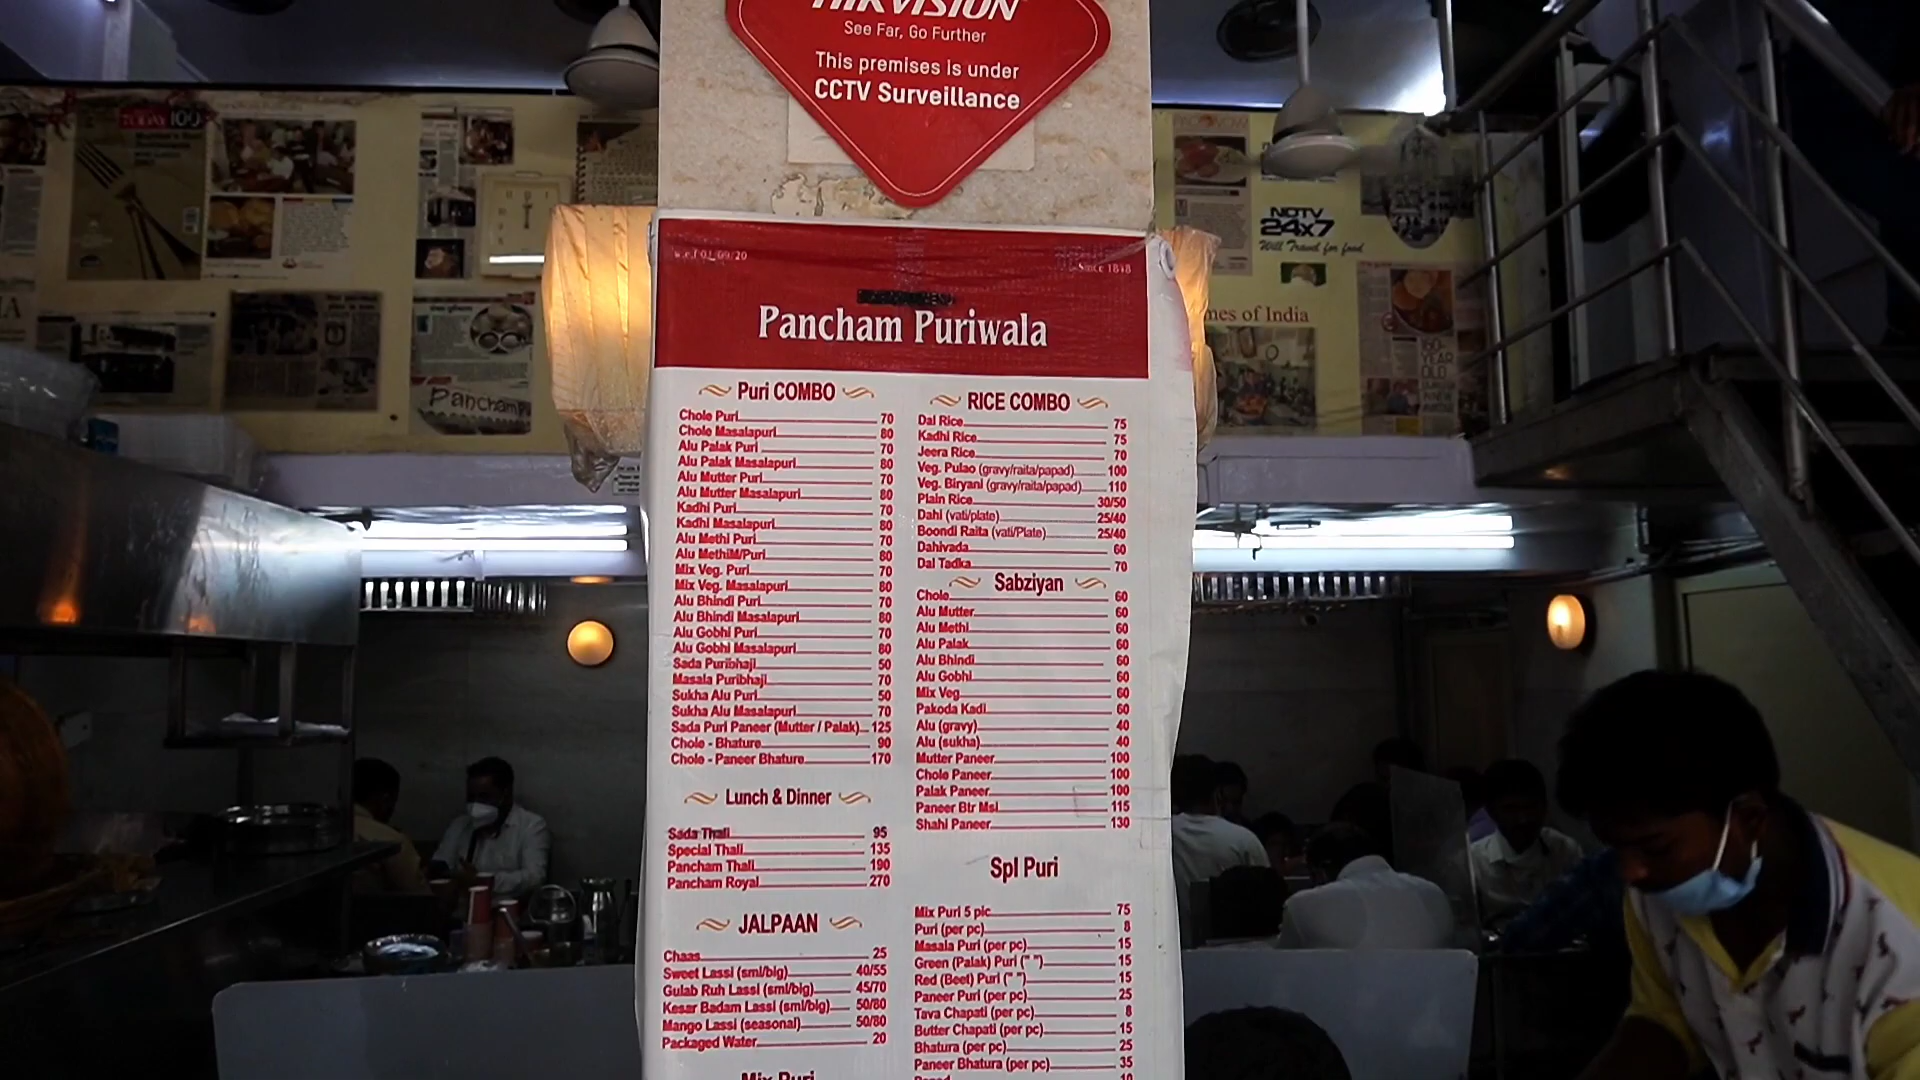 HIKVISION
See Far, Go Further
This premises is under
CCTV Surveillance
w.e.f 01/09/20
Since 1818
Pancham Puriwala
Puri COMBO
Chole Puri 70
Chole Masalapuri 80
Alu Palak Puri 70
Alu Palak Masalapuri 80
Alu Mutter Puri 70
Alu Mutter Masalapuri 80
Kadhi Puri 70
Kadhi Masalapuri 80
Alu Methi Puri 70
Alu MethiM/Puri 80
Mix Veg. Puri 70
Mix Veg. Masalapuri 80
Alu Bhindi Puri 70
Alu Bhindi Masalapuri 80
Alu Gobhi Puri 70
Alu Gobhi Masalapuri 80
Sada Puribhaji 50
Masala Puribhaji 70
Sukha Alu Puri 50
Sukha Alu Masalapuri 70
Sada Puri Paneer (Mutter / Palak) 125
Chole - Bhature 90
Chole - Paneer Bhature 170
Lunch & Dinner
Sada Thali 95
Special Thali 135
Pancham Thali 190
Pancham Royal 270
JALPAAN
Chaas 25
Sweet Lassi (sml/big) 40/55
Gulab Ruh Lassi (sml/big) 45/70
Kesar Badam Lassi (sml/big) 50/80
Mango Lassi (seasonal) 50/80
Packaged Water 20
Mix Puri
RICE COMBO
Dal Rice 75
Kadhi Rice 75
Jeera Rice 70
Veg. Pulao (gravy/raita/papad) 100
Veg. Biryani (gravy/raita/papad) 110
Plain Rice 30/50
Dahi (vati/plate) 25/40
Boondi Raita (vati/Plate) 25/40
Dahivada 60
Dal Tadka 70
Sabziyan
Chole 60
Alu Mutter 60
Alu Methi 60
Alu Palak 60
Alu Bhindi 60
Alu Gobhi 60
Mix Veg 60
Pakoda Kadi 60
Alu (gravy) 40
Alu (sukha) 40
Mutter Paneer 100
Chole Paneer 100
Palak Paneer 100
Paneer Btr Msl 115
Shahi Paneer 130
Spl Puri
Mix Puri 5 pic 75
Puri (per pc) 8
Masala Puri (per pc) 15
Green (Palak) Puri (" ") 15
Red (Beet) Puri (" ") 15
Paneer Puri (per pc) 25
Tava Chapati (per pc) 8
Butter Chapati (per pc) 15
Bhatura (per pc) 25
Paneer Bhatura (per pc) 35
10
TODAY 100
Pancham
NDTV
24x7
Will Travel for food
mes of India
YEAR
OLD